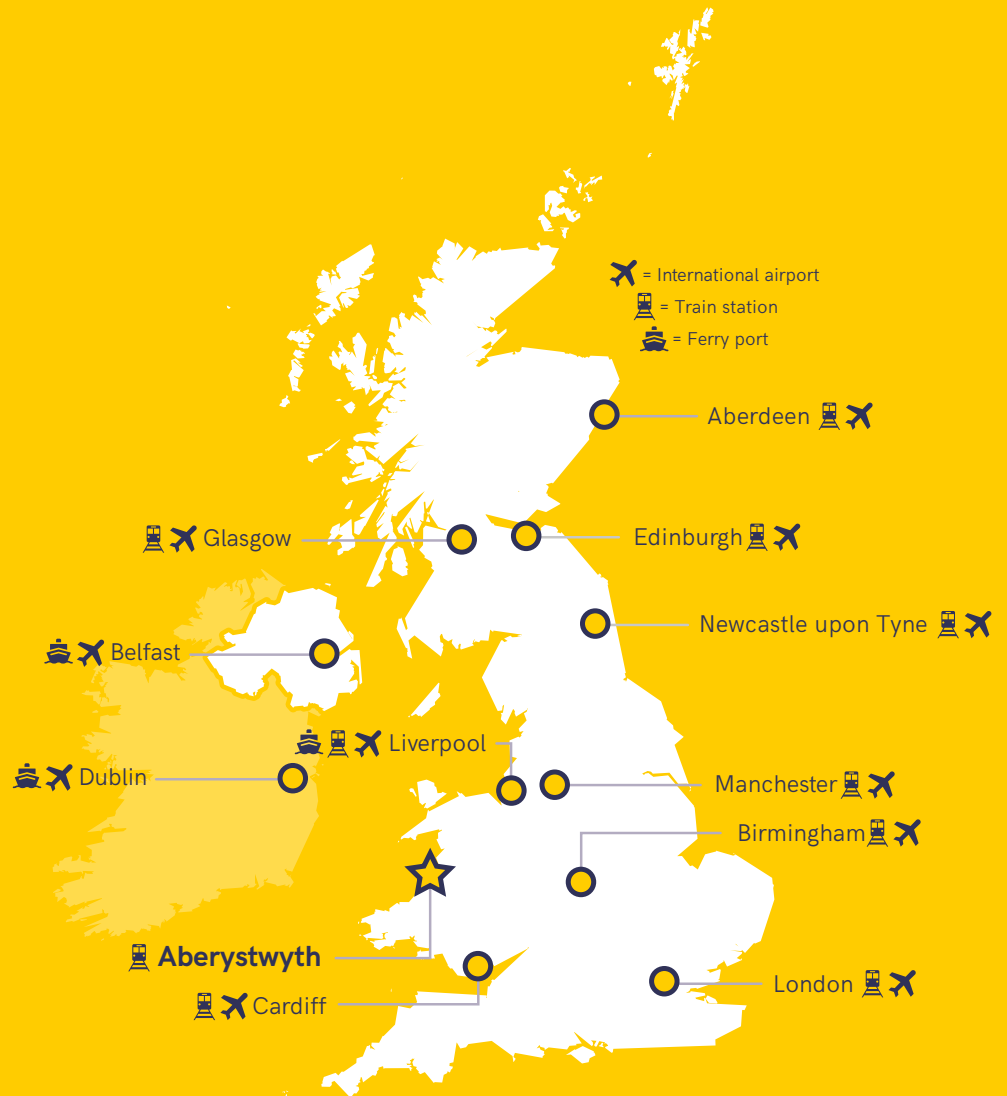 = International airport
= Train station
= Ferry port
Aberdeen
Glasgow
Edinburgh
Newcastle upon Tyne
Belfast
Liverpool
Dublin
Manchester
Birmingham
Aberystwyth
London
Cardiff